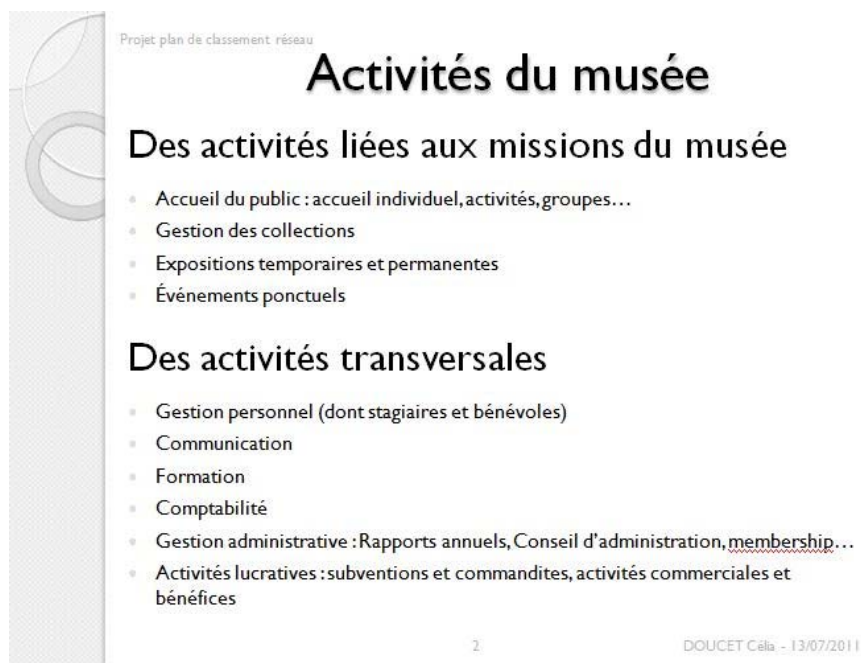 Projet plan de classement réseau
Activités du musée
Des activités liées aux missions du musée
Accueil du public : accueil individuel, activités, groupes…
Gestion des collections
Expositions temporaires et permanentes
Événements ponctuels
Des activités transversales
Gestion personnel (dont stagiaires et bénévoles)
Communication
Formation
Comptabilité
Gestion administrative : Rapports annuels, Conseil d'administration, membership…
Activités lucratives : subventions et commandites, activités commerciales et
bénéfices
2
DOUCET Célia - 13/07/2011